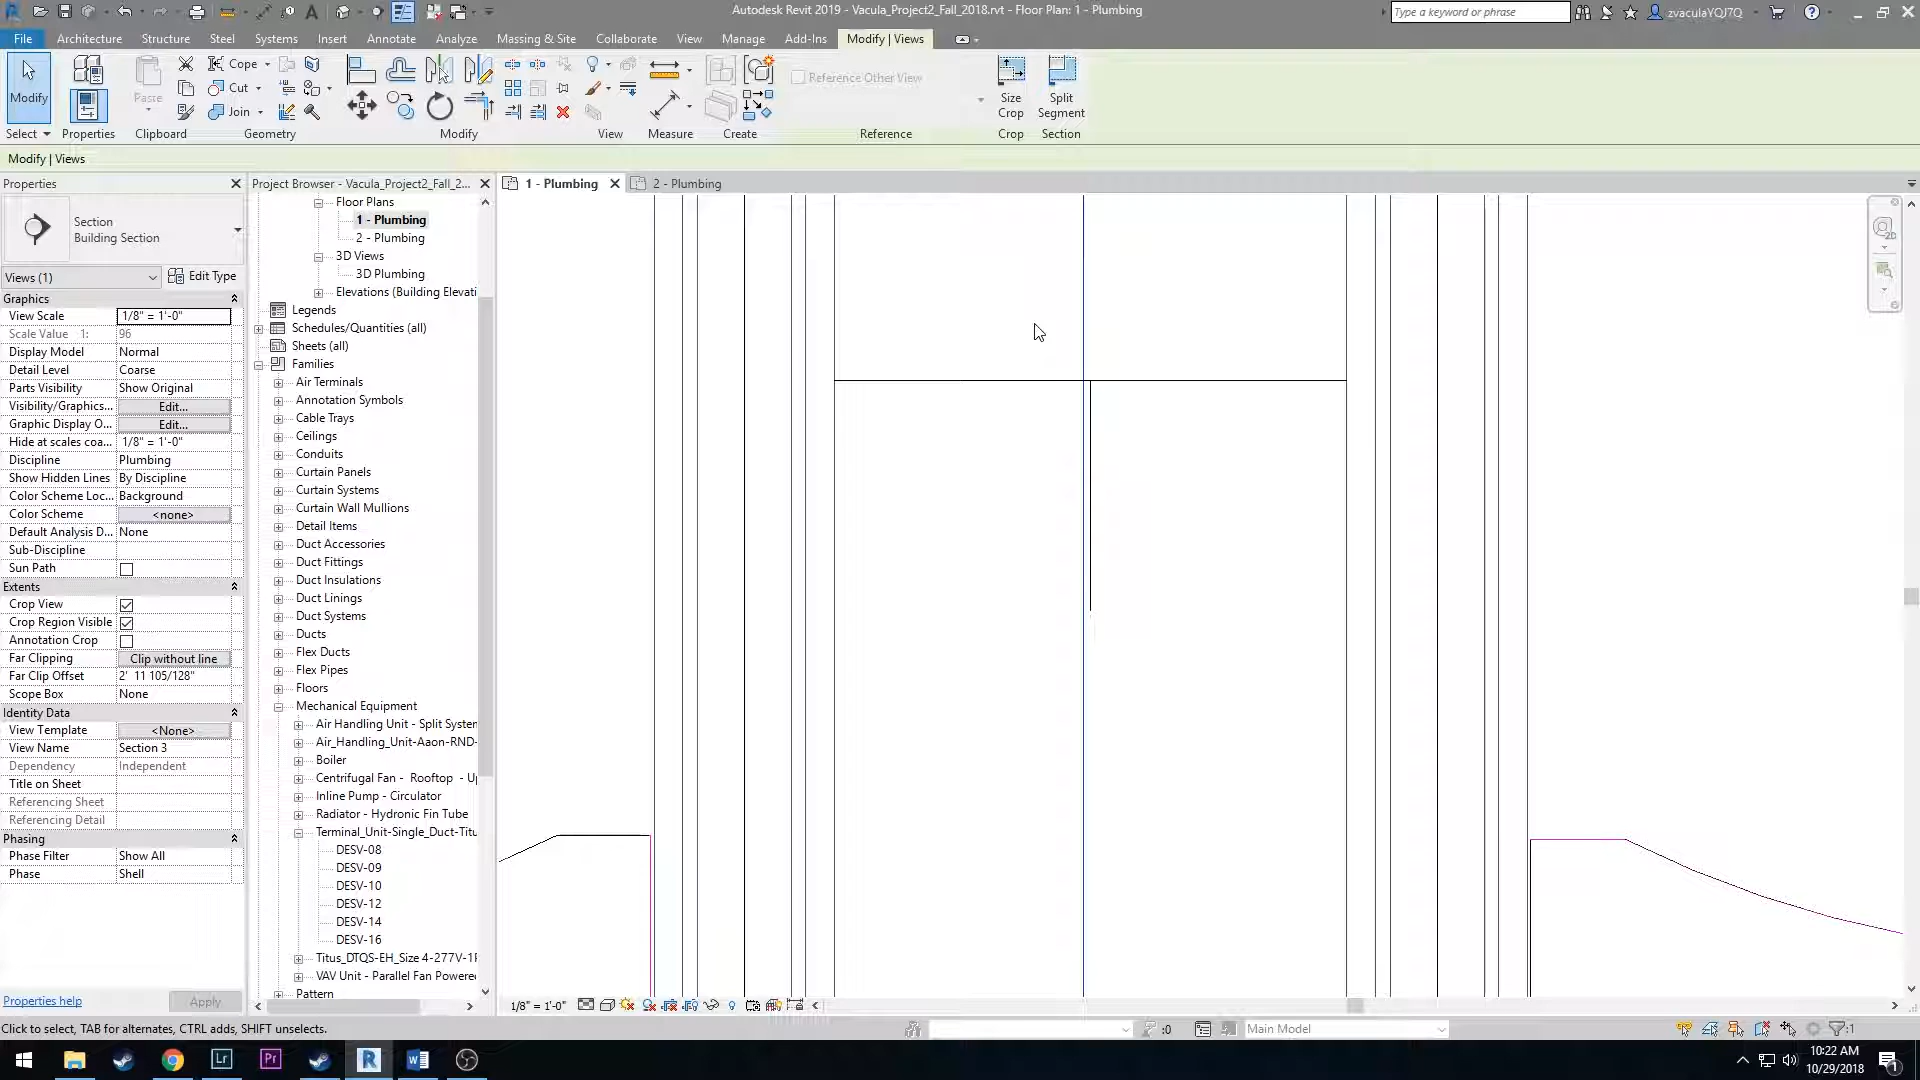 Autodesk Revit 2019 - Vacula_Project2_Fall_2018.rvt - Floor Plan: 1 - Plumbing
Type a keyword or phrase
zvaculaYQJ7Q
File Architecture Structure Steel Systems Insert Annotate Analyze Massing & Site Collaborate View Manage Add-Ins Modify | Views
Modify
Paste
Cope
Cut
Join
Reference Other View
Size Crop
Split Segment
Select Properties Clipboard Geometry Modify View Measure Create Reference Crop Section
Modify | Views
Properties
Section
Building Section
Views (1)
Edit Type
Graphics
View Scale 1/8" = 1'-0"
Scale Value 1: 96
Display Model Normal
Detail Level Coarse
Parts Visibility Show Original
Visibility/Graphics... Edit...
Graphic Display O... Edit...
Hide at scales coa... 1/8" = 1'-0"
Discipline Plumbing
Show Hidden Lines By Discipline
Color Scheme Loc... Background
Color Scheme <none>
Default Analysis D... None
Sub-Discipline
Sun Path
Extents
Crop View
Crop Region Visible
Annotation Crop
Far Clipping Clip without line
Far Clip Offset 2' 11 105/128"
Scope Box None
Identity Data
View Template <None>
View Name Section 3
Dependency Independent
Title on Sheet
Referencing Sheet
Referencing Detail
Phasing
Phase Filter Show All
Phase Shell
Properties help
Apply
Project Browser - Vacula_Project2_Fall_2...
Floor Plans
1 - Plumbing
2 - Plumbing
3D Views
3D Plumbing
Elevations (Building Elevati
Legends
Schedules/Quantities (all)
Sheets (all)
Families
Air Terminals
Annotation Symbols
Cable Trays
Ceilings
Conduits
Curtain Panels
Curtain Systems
Curtain Wall Mullions
Detail Items
Duct Accessories
Duct Fittings
Duct Insulations
Duct Linings
Duct Systems
Ducts
Flex Ducts
Flex Pipes
Floors
Mechanical Equipment
Air Handling Unit - Split System
Air_Handling_Unit-Aaon-RND-
Boiler
Centrifugal Fan - Rooftop - Up
Inline Pump - Circulator
Radiator - Hydronic Fin Tube
Terminal_Unit-Single_Duct-Titu
DESV-08
DESV-09
DESV-10
DESV-12
DESV-14
DESV-16
Titus_DTQS-EH_Size 4-277V-1P
VAV Unit - Parallel Fan Powered
Pattern
1 - Plumbing
2 - Plumbing
2D
1/8" = 1'-0"
Click to select, TAB for alternates, CTRL adds, SHIFT unselects.
:0
Main Model
:1
Lr
Pr
R
10:22 AM
10/29/2018
1